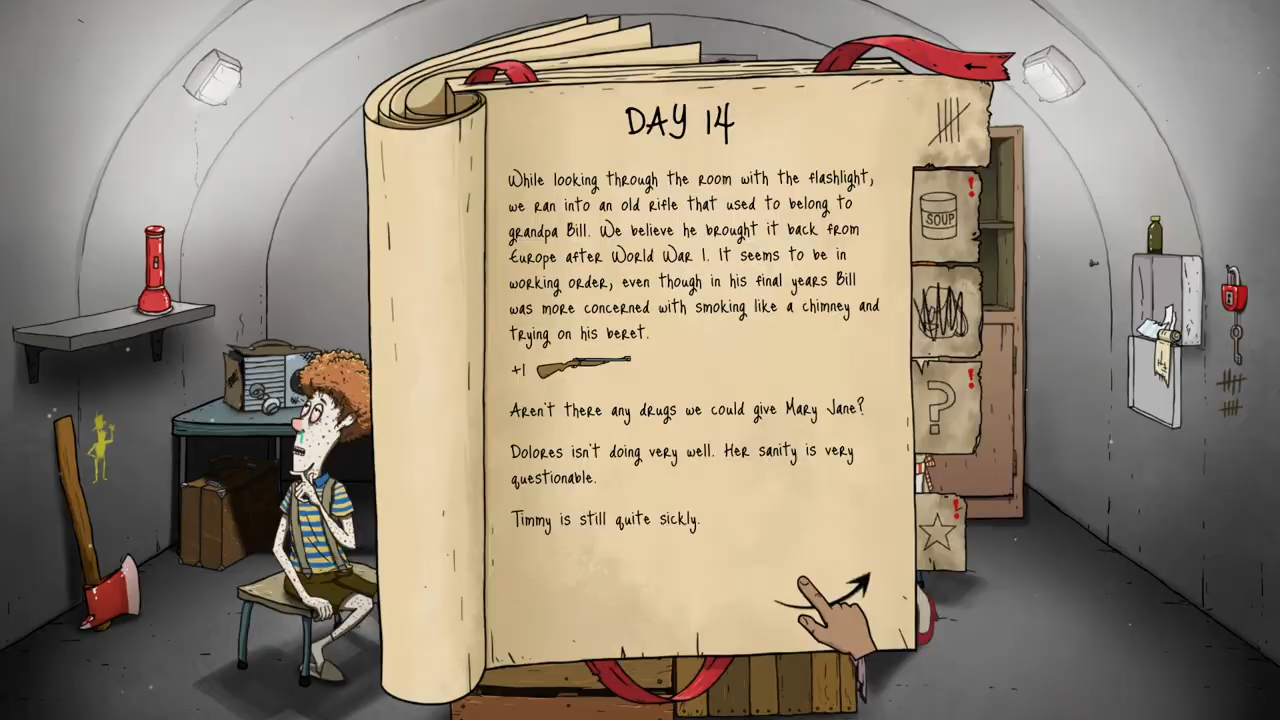 DAY 14
While looking through the room with the flashlight,
we ran into an old rifle that used to belong to
grandpa Bill. We believe he brought it back from
Europe after World War I. It seems to be in
working order, even though in his final years Bill
was more concerned with smoking like a chimney and
trying on his beret.
+1
Aren't there any drugs we could give Mary Jane?
Dolores isn't doing very well. Her sanity is very
questionable.
Timmy is still quite sickly.
!
SOUP
!
?
!